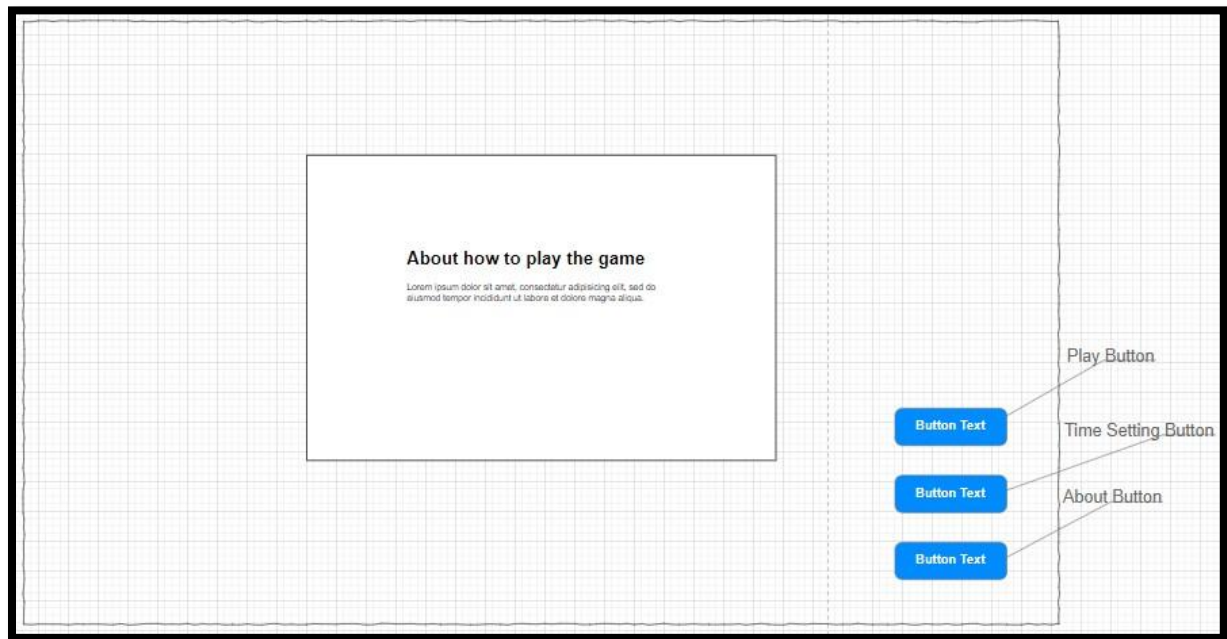 About how to play the game
Lorem ipsum dolor sit amet, consectetur adipisicing elit, sed do
eiusmod tempor incididunt ut labore et dolore magna aliqua.
Play Button
Button Text
Time Setting Button
Button Text
About Button
Button Text